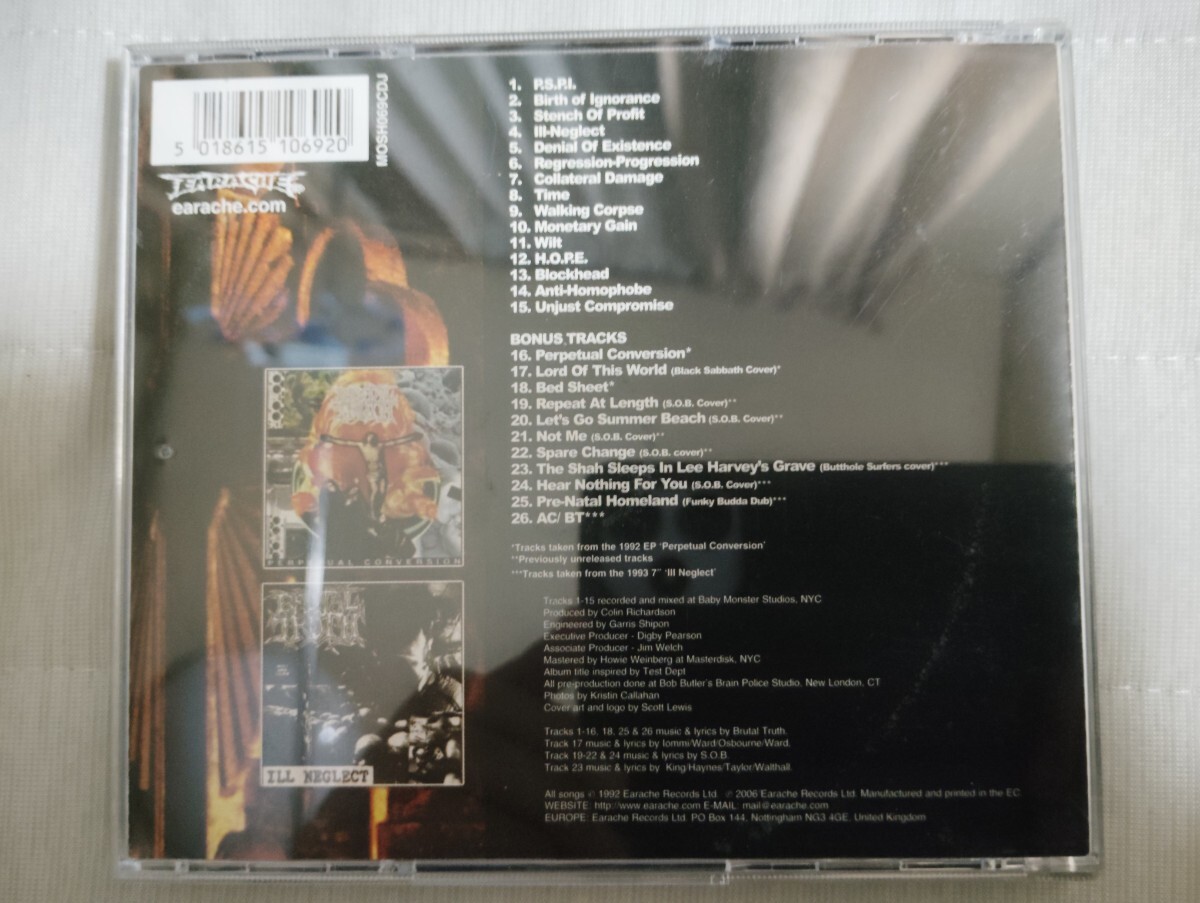 5 018615 106920
MOSH069CDJ
EARACHE
earache.com
1. P.S.P.I.
2. Birth of Ignorance
3. Stench Of Profit
4. Ill-Neglect
5. Denial Of Existence
6. Regression-Progression
7. Collateral Damage
8. Time
9. Walking Corpse
10. Monetary Gain
11. Wilt
12. H.O.P.E.
13. Blockhead
14. Anti-Homophobe
15. Unjust Compromise
BONUS TRACKS
16. Perpetual Conversion*
17. Lord Of This World (Black Sabbath Cover)*
18. Bed Sheet*
19. Repeat At Length (S.O.B. Cover)**
20. Let's Go Summer Beach (S.O.B. Cover)**
21. Not Me (S.O.B. Cover)**
22. Spare Change (S.O.B. cover)**
23. The Shah Sleeps In Lee Harvey's Grave (Butthole Surfers cover)***
24. Hear Nothing For You (S.O.B. Cover)***
25. Pre-Natal Homeland (Funky Budda Dub)***
26. AC/ BT***
*Tracks taken from the 1992 EP 'Perpetual Conversion'
**Previously unreleased tracks
***Tracks taken from the 1993 7" 'Ill Neglect'
Tracks 1-15 recorded and mixed at Baby Monster Studios, NYC
Produced by Colin Richardson
Engineered by Garris Shipon
Executive Producer - Digby Pearson
Associate Producer - Jim Welch
Mastered by Howie Weinberg at Masterdisk, NYC
Album title inspired by Test Dept
All pre-production done at Bob Butler's Brain Police Studio, New London, CT
Photos by Kristin Callahan
Cover art and logo by Scott Lewis
Tracks 1-16, 18, 25 & 26 music & lyrics by Brutal Truth.
Track 17 music & lyrics by Iommi/Ward/Osbourne/Ward.
Track 19-22 & 24 music & lyrics by S.O.B.
Track 23 music & lyrics by King/Haynes/Taylor/Walthall.
All songs ℗ 1992 Earache Records Ltd. ℗ 2006 Earache Records Ltd. Manufactured and printed in the EC
WEBSITE: http://www.earache.com E-MAIL: mail@earache.com
EUROPE: Earache Records Ltd. PO Box 144, Nottingham NG3 4GE, United Kingdom
PERPETUAL CONVERSION
ILL NEGLECT